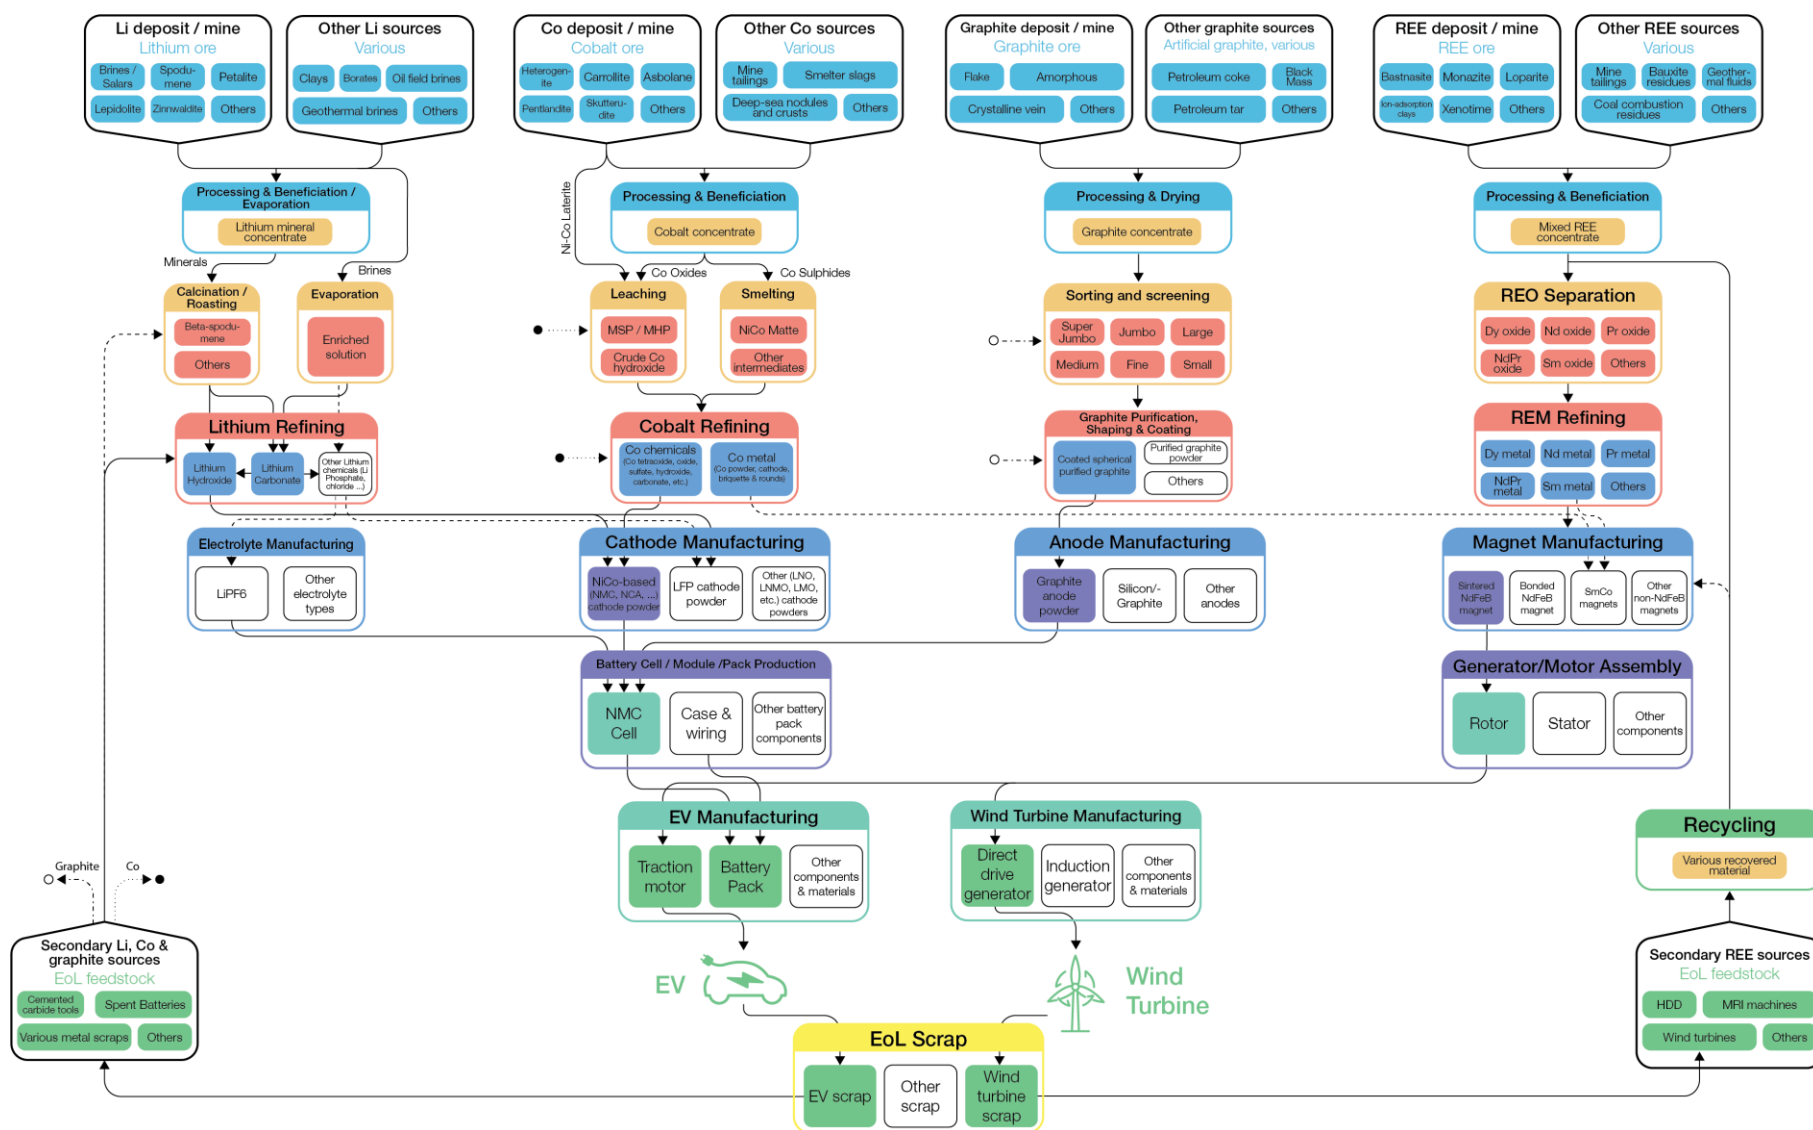 Li deposit / mine
Lithium ore
Brines /
Salars
Spodu-
mene
Petalite
Lepidolite
Zinnwaldite
Others
Other Li sources
Various
Clays
Borates
Oil field brines
Geothermal brines
Others
Co deposit / mine
Cobalt ore
Heterogen-
ite
Carrollite
Asbolane
Pentlandite
Skutteru-
dite
Others
Other Co sources
Various
Mine
tailings
Smelter slags
Deep-sea nodules
and crusts
Others
Graphite deposit / mine
Graphite ore
Flake
Amorphous
Crystalline vein
Others
Other graphite sources
Artificial graphite, various
Petroleum coke
Black
Mass
Petroleum tar
Others
REE deposit / mine
REE ore
Bastnasite
Monazite
Loparite
Ion-adsorption
clays
Xenotime
Others
Other REE sources
Various
Mine
tailings
Bauxite
residues
Geother-
mal fluids
Coal combustion
residues
Others
Processing & Beneficiation /
Evaporation
Lithium mineral
concentrate
Ni-Co Laterite
Processing & Beneficiation
Cobalt concentrate
Processing & Drying
Graphite concentrate
Processing & Beneficiation
Mixed REE
concentrate
Minerals
Brines
Co Oxides
Co Sulphides
Calcination /
Roasting
Beta-spodu-
mene
Others
Evaporation
Enriched
solution
Leaching
MSP / MHP
Crude Co
hydroxide
Smelting
NiCo Matte
Other
intermediates
Sorting and screening
Super
Jumbo
Jumbo
Large
Medium
Fine
Small
REO Separation
Dy oxide
Nd oxide
Pr oxide
NdPr
oxide
Sm oxide
Others
Lithium Refining
Lithium
Hydroxide
Lithium
Carbonate
Other Lithium
chemicals (Li
Phosphate,
chloride ...)
Cobalt Refining
Co chemicals
(Co tetraoxide, oxide,
sulfate, hydroxide,
carbonate, etc.)
Co metal
(Co powder, cathode,
briquette & rounds)
Graphite Purification,
Shaping & Coating
Coated spherical
purified graphite
Purified graphite
powder
Others
REM Refining
Dy metal
Nd metal
Pr metal
NdPr
metal
Sm metal
Others
Electrolyte Manufacturing
LiPF6
Other
electrolyte
types
Cathode Manufacturing
NiCo-based
(NMC, NCA, ...)
cathode powder
LFP cathode
powder
Other (LNO,
LNMO, LMO,
etc.) cathode
powders
Anode Manufacturing
Graphite
anode
powder
Silicon/-
Graphite
Other
anodes
Magnet Manufacturing
Sintered
NdFeB
magnet
Bonded
NdFeB
magnet
SmCo
magnets
Other
non-NdFeB
magnets
Battery Cell / Module /Pack Production
NMC
Cell
Case &
wiring
Other battery
pack
components
Generator/Motor Assembly
Rotor
Stator
Other
components
EV Manufacturing
Traction
motor
Battery
Pack
Other
components
& materials
Wind Turbine Manufacturing
Direct
drive
generator
Induction
generator
Other
components
& materials
Recycling
Various recovered
material
Graphite
Co
Secondary Li, Co &
graphite sources
EoL feedstock
Cemented
carbide tools
Spent Batteries
Various metal scraps
Others
EV
Wind
Turbine
Secondary REE sources
EoL feedstock
HDD
MRI machines
Wind turbines
Others
EoL Scrap
EV scrap
Other
scrap
Wind
turbine
scrap